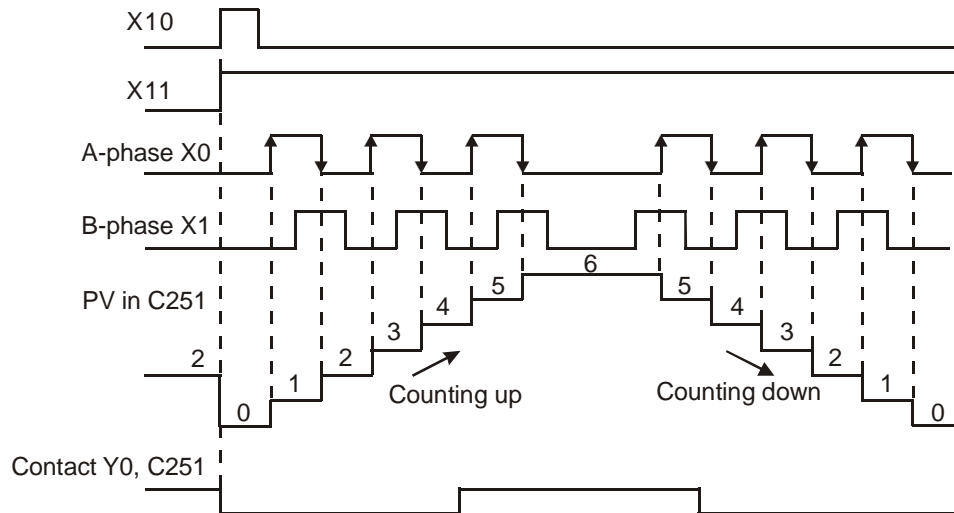 X10
X11
A-phase X0
B-phase X1
PV in C251
2
0
1
2
3
4
5
6
5
4
3
2
1
0
Counting up
Counting down
Contact Y0, C251